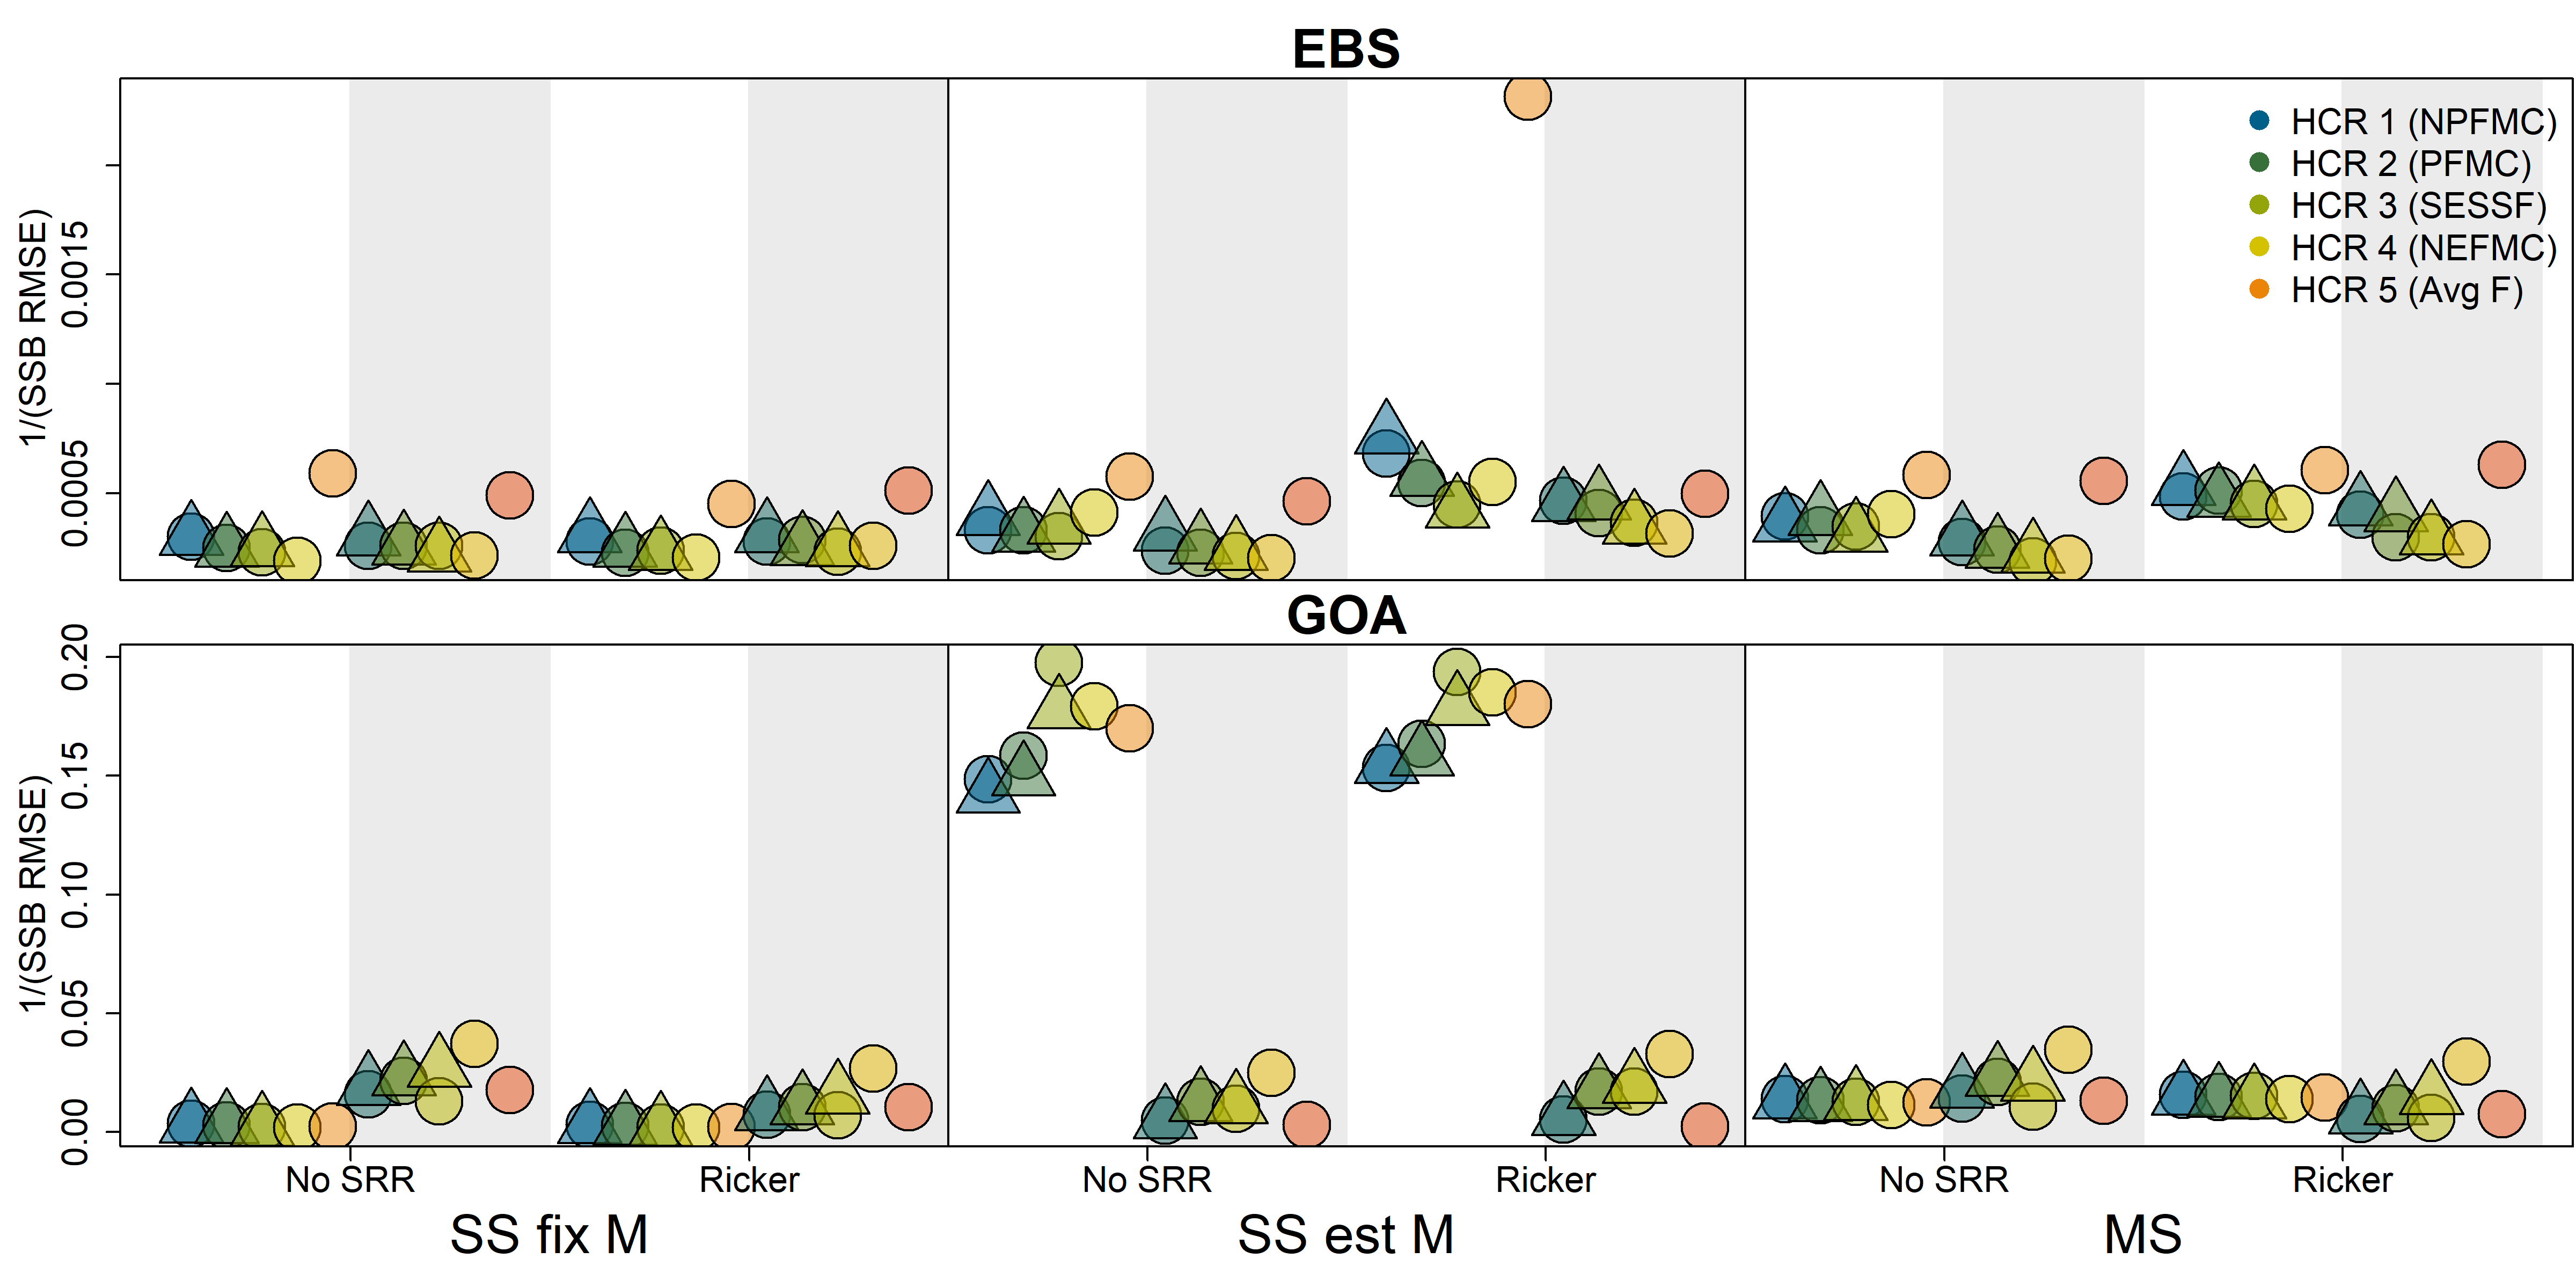 EBS
1/(SSB RMSE)
0.0005
0.0015
HCR 1 (NPFMC)
HCR 2 (PFMC)
HCR 3 (SESSF)
HCR 4 (NEFMC)
HCR 5 (Avg F)
GOA
1/(SSB RMSE)
0.00
0.05
0.10
0.15
0.20
No SRR
Ricker
No SRR
Ricker
No SRR
Ricker
SS fix M
SS est M
MS